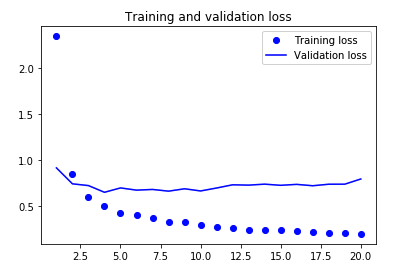 Training and validation loss
Training loss
Validation loss
2.0
1.5
1.0
0.5
2.5 5.0 7.5 10.0 12.5 15.0 17.5 20.0